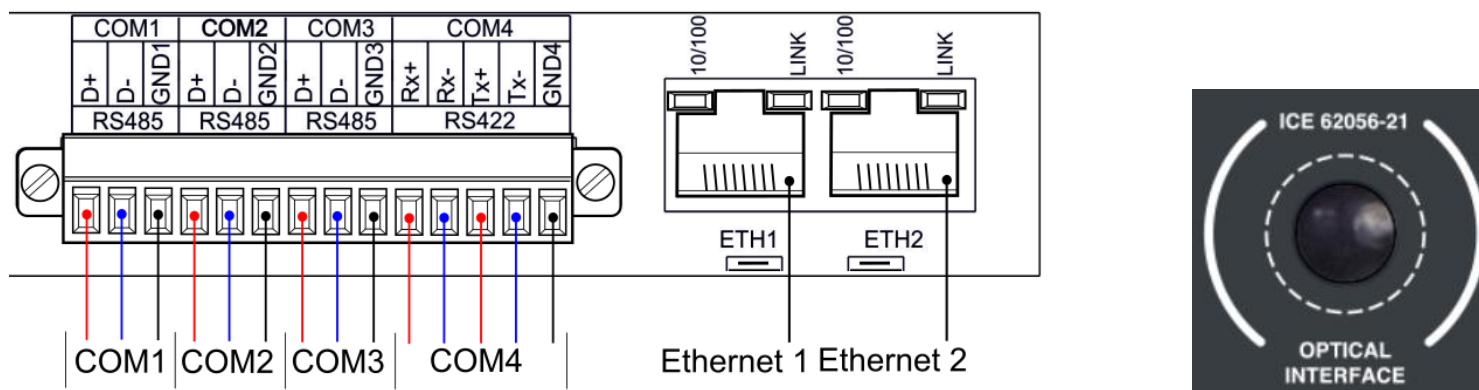 COM1 COM2 COM3 COM4
D+ D- GND1 D+ D- GND2 D+ D- GND3 Rx+ Rx- Tx+ Tx- GND4
RS485 RS485 RS485 RS422
10/100 LINK 10/100 LINK
ETH1 ETH2
COM1 COM2 COM3 COM4 Ethernet 1 Ethernet 2
ICE 62056-21
OPTICAL
INTERFACE